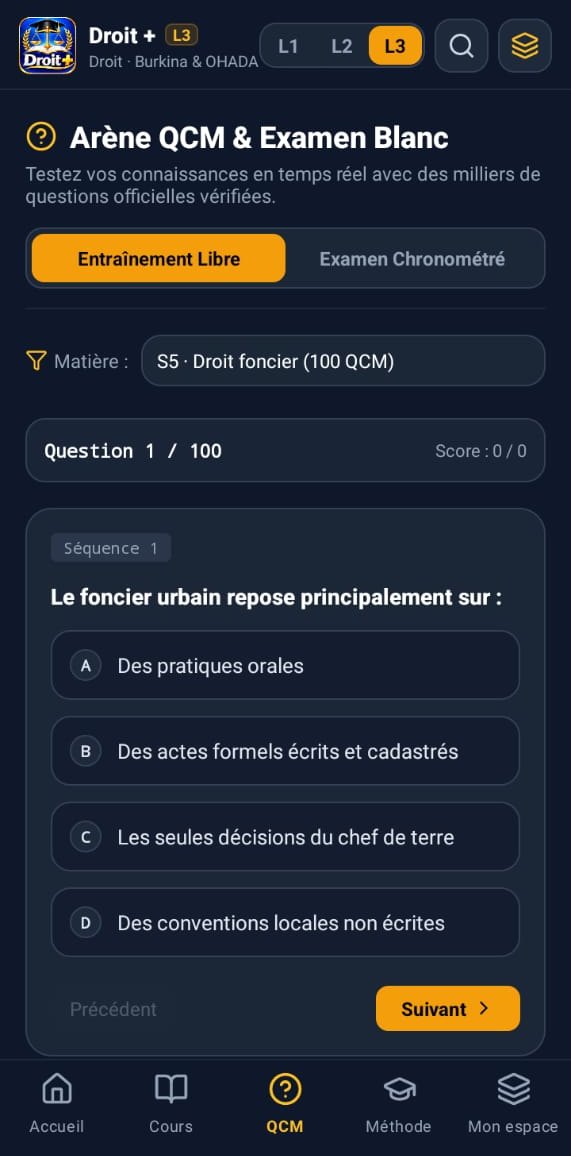 Droit+
Droit + L3
Droit · Burkina & OHADA
L1 L2 L3
Arène QCM & Examen Blanc
Testez vos connaissances en temps réel avec des milliers de
questions officielles vérifiées.
Entraînement Libre Examen Chronométré
Matière : S5 · Droit foncier (100 QCM)
Question 1 / 100 Score : 0 / 0
Séquence 1
Le foncier urbain repose principalement sur :
A Des pratiques orales
B Des actes formels écrits et cadastrés
C Les seules décisions du chef de terre
D Des conventions locales non écrites
Précédent Suivant
Accueil Cours QCM Méthode Mon espace